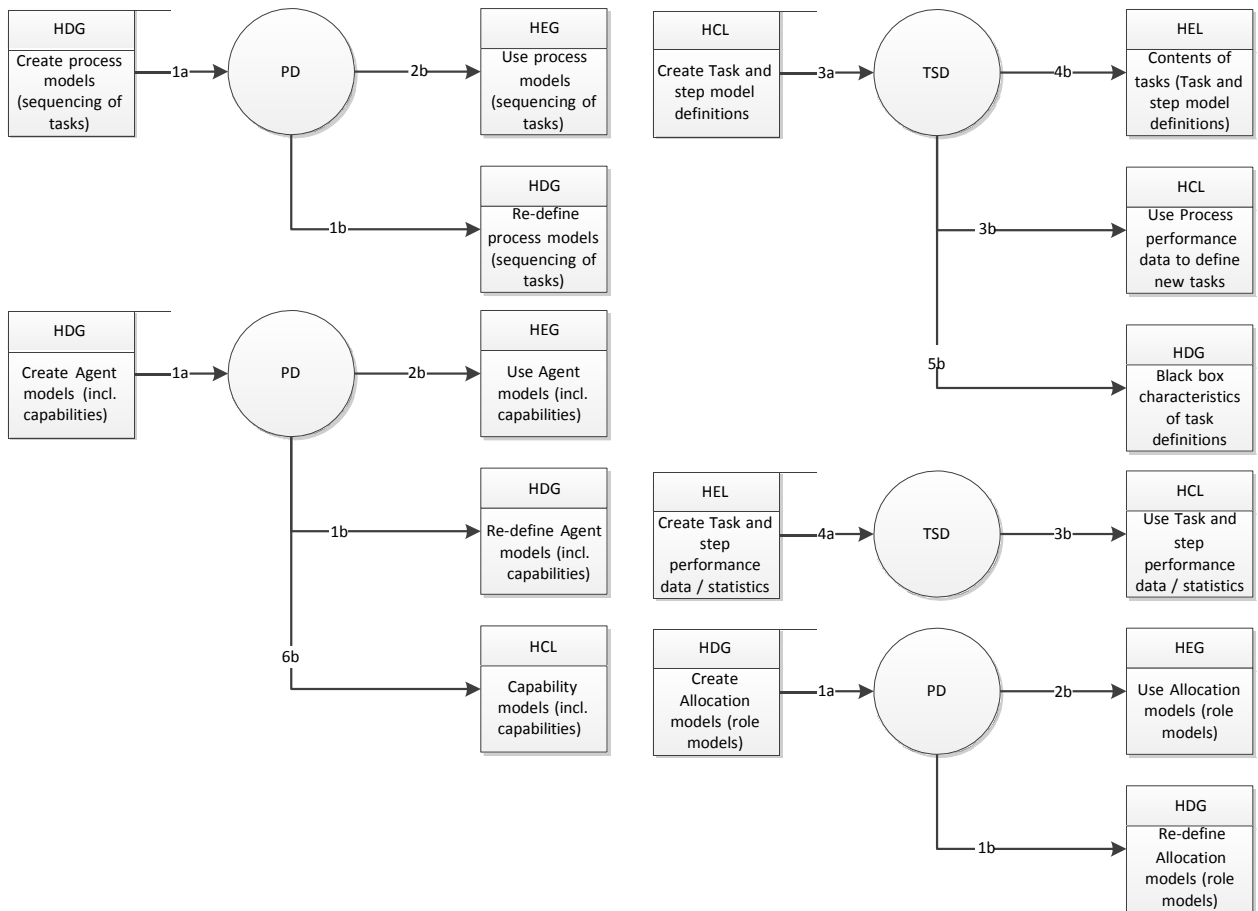 HDG
Create process
models
(sequencing of
tasks)
1a
PD
2b
HEG
Use process
models
(sequencing of
tasks)
1b
HDG
Re-define
process models
(sequencing of
tasks)
HDG
Create Agent
models (incl.
capabilities)
1a
PD
2b
HEG
Use Agent
models (incl.
capabilities)
1b
HDG
Re-define Agent
models (incl.
capabilities)
6b
HCL
Capability
models (incl.
capabilities)
HCL
Create Task and
step model
definitions
3a
TSD
4b
HEL
Contents of
tasks (Task and
step model
definitions)
3b
HCL
Use Process
performance
data to define
new tasks
5b
HDG
Black box
characteristics
of task
definitions
HEL
Create Task and
step
performance
data / statistics
4a
TSD
3b
HCL
Use Task and
step
performance
data / statistics
HDG
Create
Allocation
models (role
models)
1a
PD
2b
HEG
Use Allocation
models (role
models)
1b
HDG
Re-define
Allocation
models (role
models)